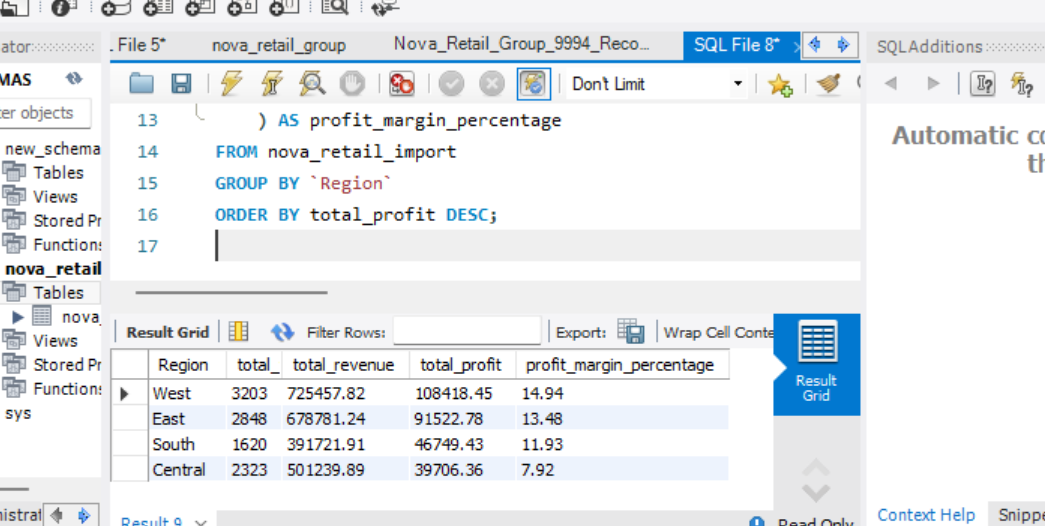 File 5*
nova_retail_group
Nova_Retail_Group_9994_Reco...
SQL File 8*
SQLAdditions
Don't Limit
new_schema
Tables
Views
Stored Pr
Functions
nova_retail
Tables
nova_
Views
Stored Pr
Functions
sys
13 ) AS profit_margin_percentage
14 FROM nova_retail_import
15 GROUP BY `Region`
16 ORDER BY total_profit DESC;
17
Automatic co
th
Result Grid
Filter Rows:
Export:
Wrap Cell Conte
Region total_ total_revenue total_profit profit_margin_percentage
West 3203 725457.82 108418.45 14.94
East 2848 678781.24 91522.78 13.48
South 1620 391721.91 46749.43 11.93
Central 2323 501239.89 39706.36 7.92
Result
Grid
Result 9
Read Only
Context Help
Snippe